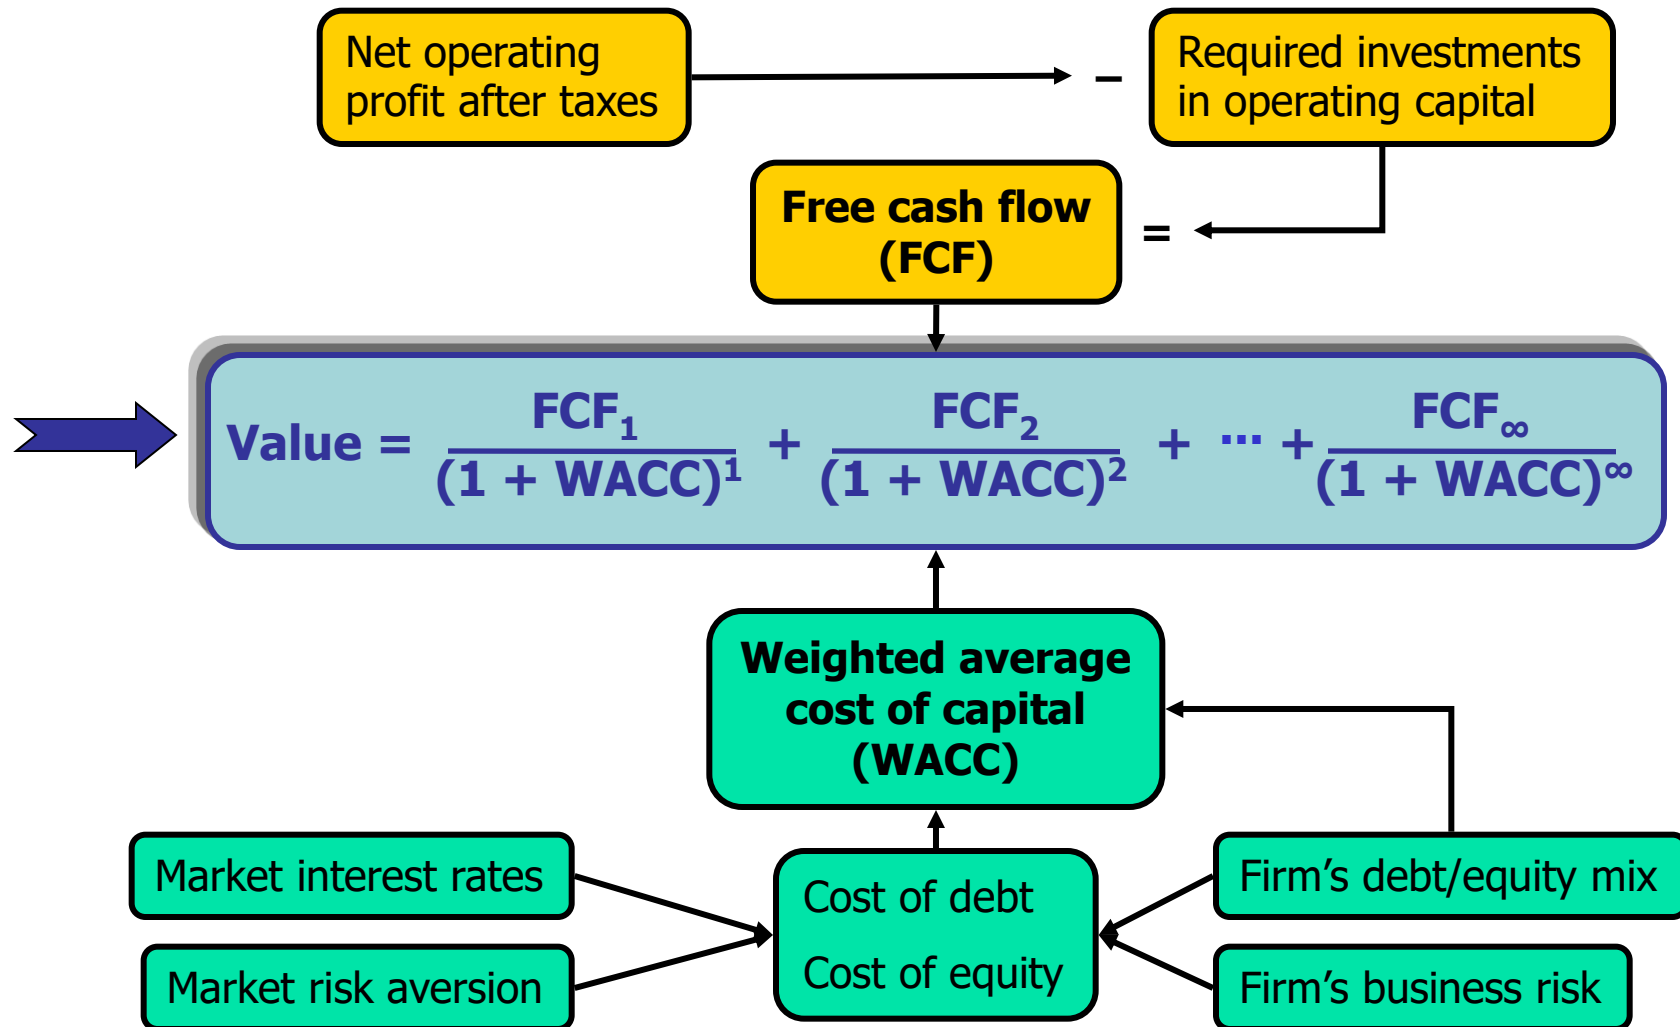 Net operating
profit after taxes
–
Required investments
in operating capital
Free cash flow
(FCF)
=
Value = FCF₁ / (1 + WACC)¹ + FCF₂ / (1 + WACC)² + ... + FCF∞ / (1 + WACC)^∞
Weighted average
cost of capital
(WACC)
Market interest rates
Market risk aversion
Cost of debt
Cost of equity
Firm’s debt/equity mix
Firm’s business risk